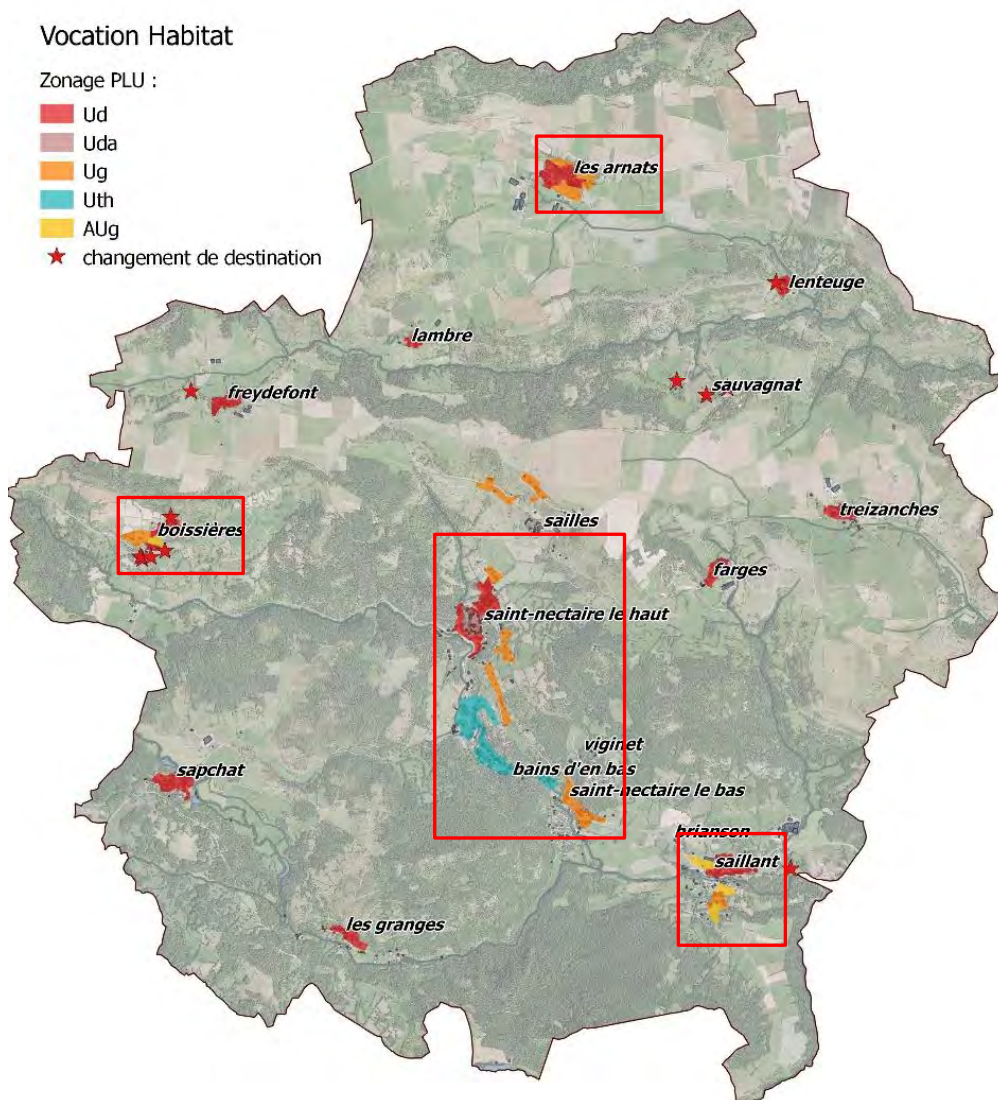 Vocation Habitat
Zonage PLU :
Ud
Uda
Ug
Uth
AUg
changement de destination
les arnats
lenteuge
lambre
sauvagnat
freydefont
treizanches
sailles
boissières
farges
saint-nectaire le haut
viginet
bains d'en bas
sapchat
saint-nectaire le bas
brianson
saillant
les granges